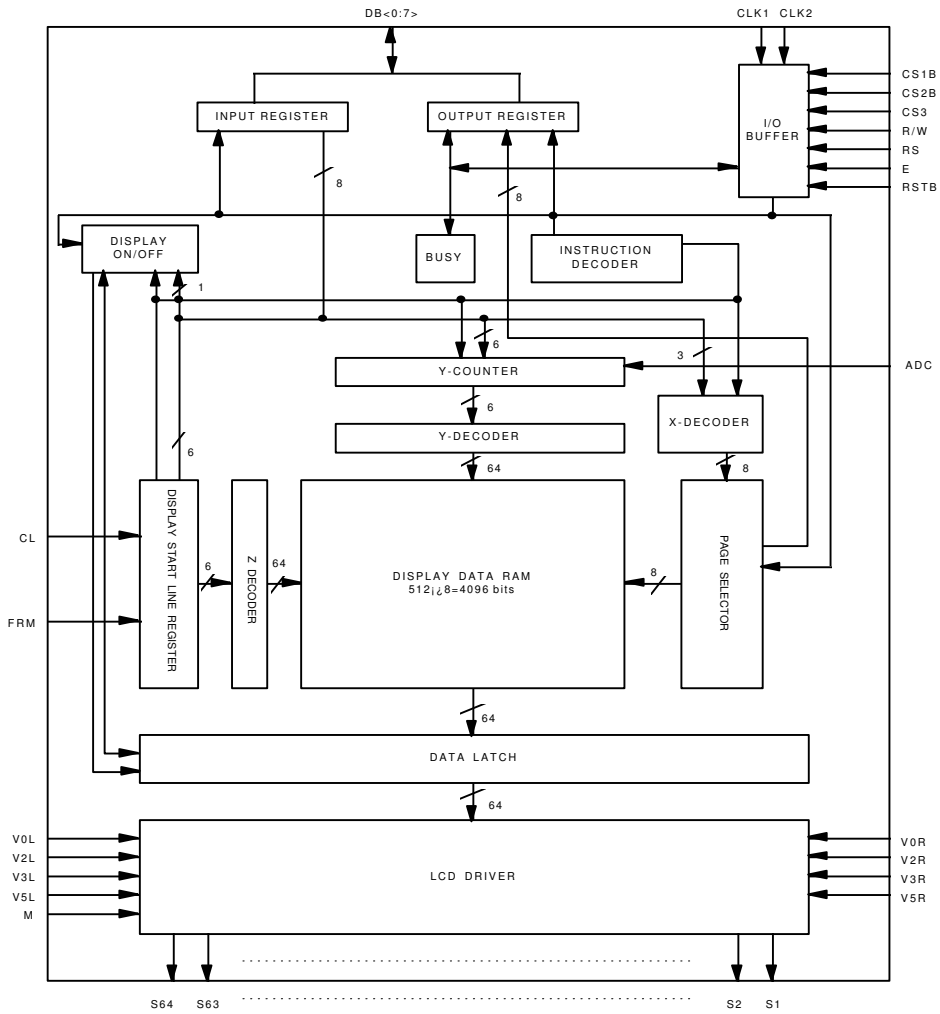 DB<0:7>
CLK1 CLK2
CS1B
CS2B
CS3
R/W
RS
E
RSTB
I/O
BUFFER
INPUT REGISTER
OUTPUT REGISTER
8
8
DISPLAY
ON/OFF
BUSY
INSTRUCTION
DECODER
1
6
3
ADC
Y-COUNTER
6
X-DECODER
Y-DECODER
6
64
8
CL
FRM
DISPLAY START LINE
REGISTER
6
Z DECODER
64
DISPLAY DATA RAM
512¡¿8=4096 bits
8
PAGE SELECTOR
64
DATA LATCH
64
V0L
V2L
V3L
V5L
M
LCD DRIVER
V0R
V2R
V3R
V5R
S64 S63
S2 S1